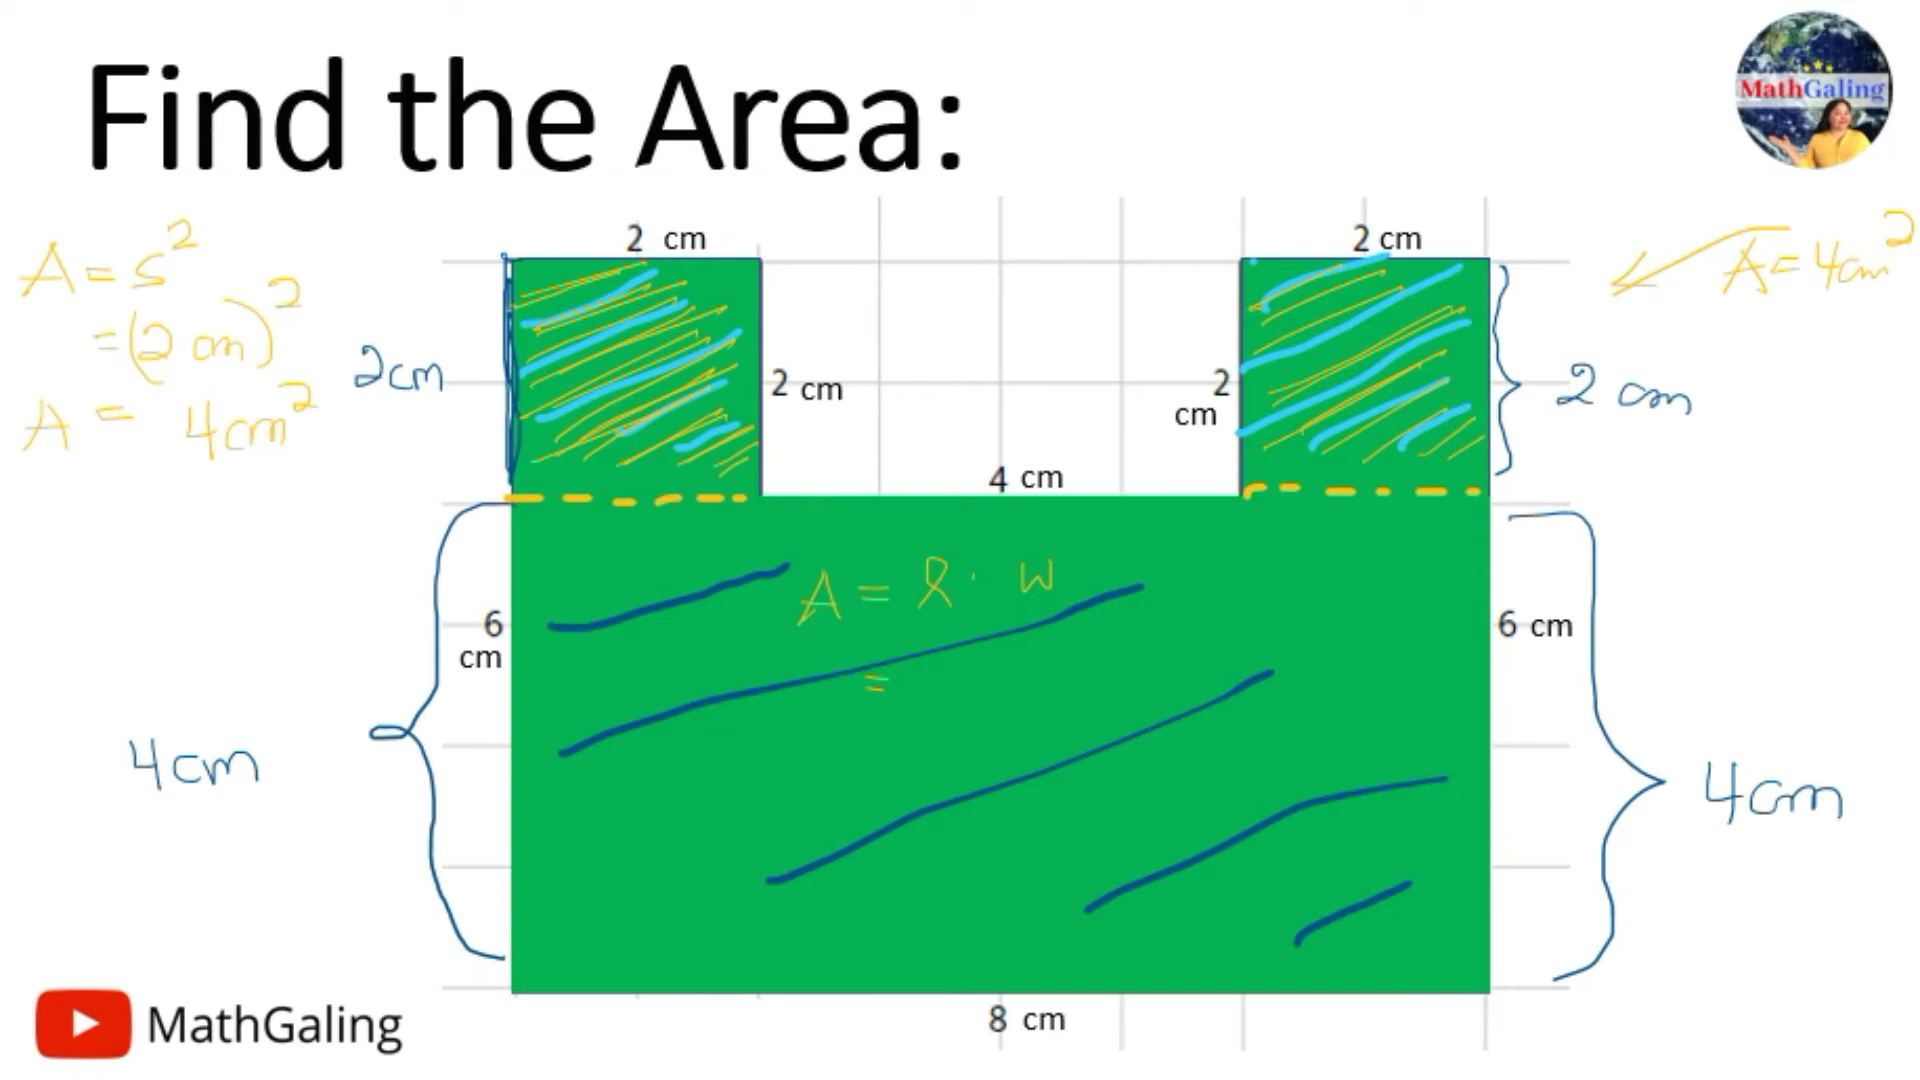 Find the Area:
MathGaling
2 cm
2 cm
A = s²
= (2 cm)²
A = 4cm²
A = 4cm²
2cm
2 cm
2
cm
2 cm
4 cm
A = l · w
=
6
cm
6 cm
4cm
4cm
8 cm
MathGaling